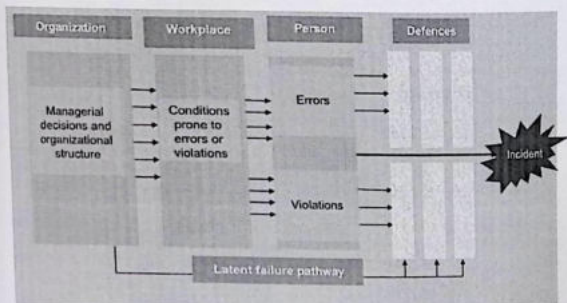 Organization
Workplace
Person
Defences
Managerial
decisions and
organizational
structure
Conditions
prone to
errors or
violations
Errors
Violations
Incident
Latent failure pathway